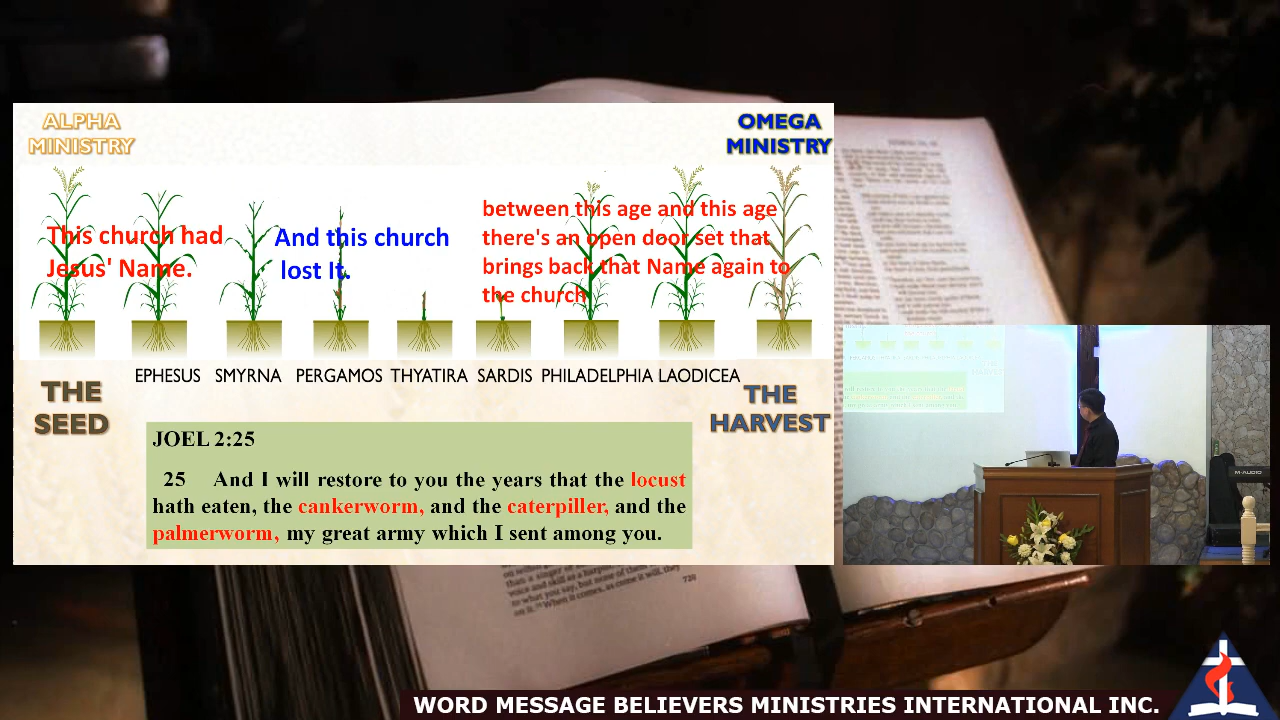 ALPHA
MINISTRY
OMEGA
MINISTRY
This church had
Jesus' Name.
And this church
lost It.
between this age and this age
there's an open door set that
brings back that Name again to
the church
EPHESUS SMYRNA PERGAMOS THYATIRA SARDIS PHILADELPHIA LAODICEA
THE
SEED
THE
HARVEST
JOEL 2:25
25 And I will restore to you the years that the locust
hath eaten, the cankerworm, and the caterpiller, and the
palmerworm, my great army which I sent among you.
M-AUDIO
720
WORD MESSAGE BELIEVERS MINISTRIES INTERNATIONAL INC.